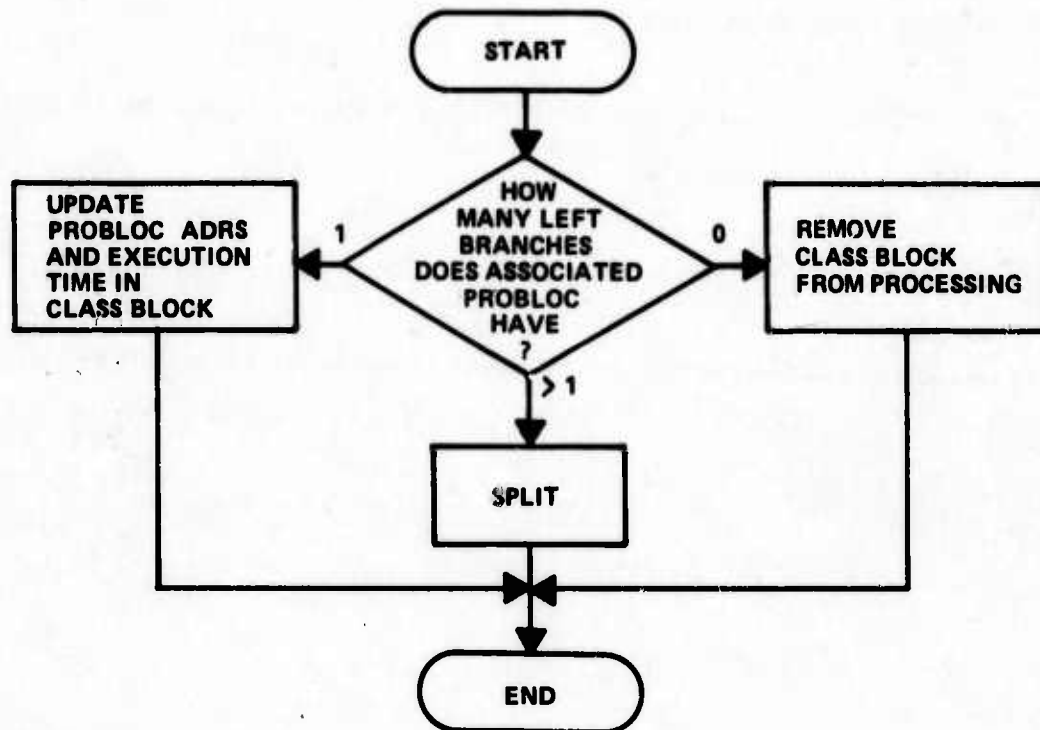 START
HOW
MANY LEFT
BRANCHES
DOES ASSOCIATED
PROBLOC
HAVE
?
1
UPDATE
PROBLOC ADRS
AND EXECUTION
TIME IN
CLASS BLOCK
0
REMOVE
CLASS BLOCK
FROM PROCESSING
> 1
SPLIT
END